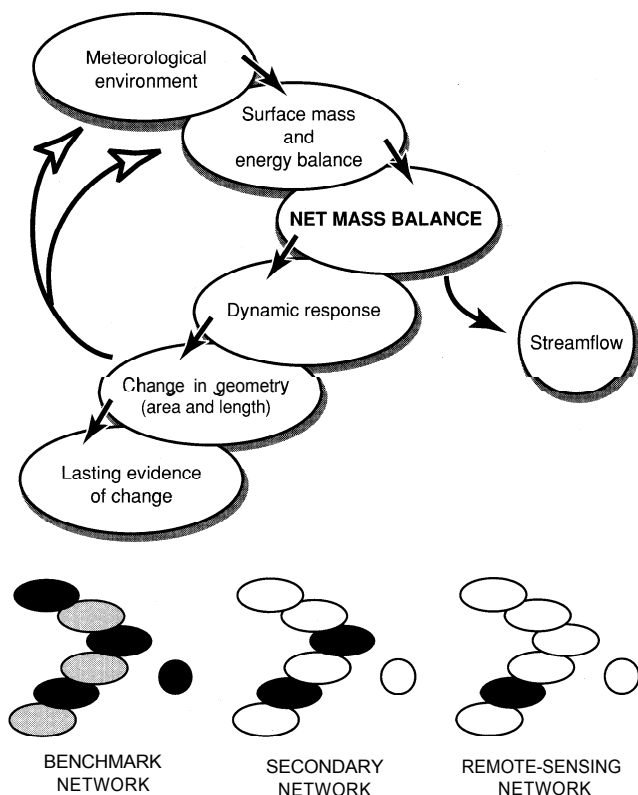 Meteorological
environment
Surface mass
and
energy balance
NET MASS BALANCE
Dynamic response
Streamflow
Change in geometry
(area and length)
Lasting evidence
of change
BENCHMARK
NETWORK
SECONDARY
NETWORK
REMOTE-SENSING
NETWORK